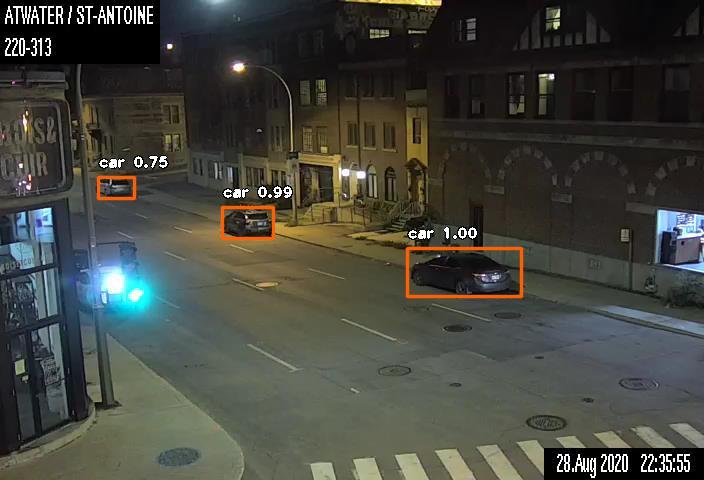 ATWATER / ST-ANTOINE
220-313
car 0.75
car 0.99
car 1.00
28.Aug 2020 22:35:55